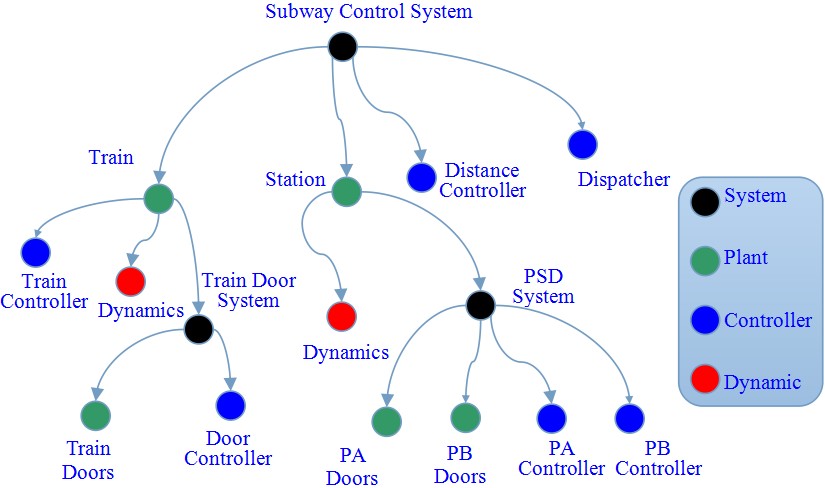 Subway Control System
Train
Station
Distance
Controller
Dispatcher
Train
Controller
Dynamics
Train Door
System
Dynamics
PSD
System
Train
Doors
Door
Controller
PA
Doors
PB
Doors
PA
Controller
PB
Controller
System
Plant
Controller
Dynamic